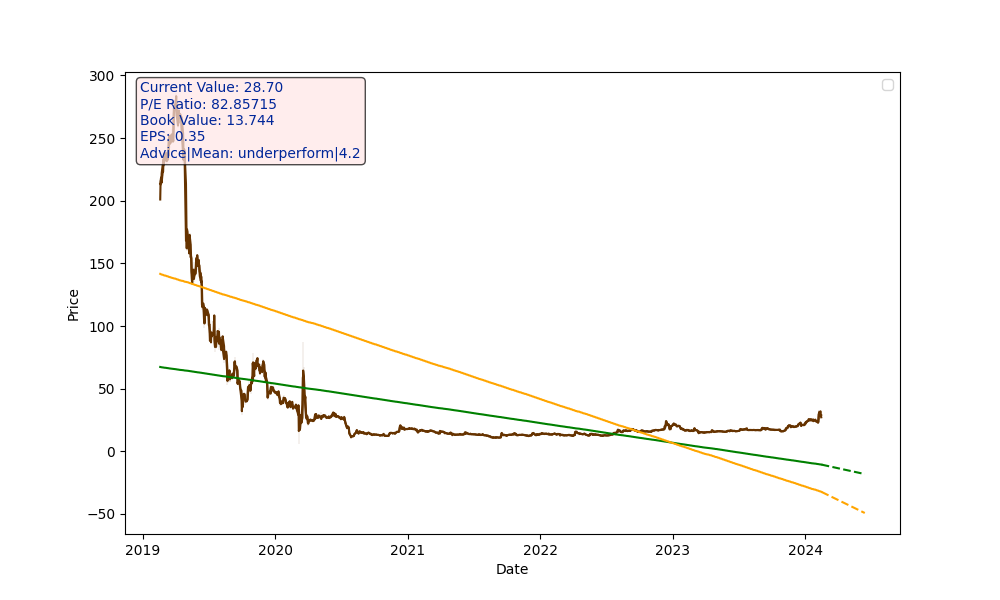 Current Value: 28.70
P/E Ratio: 82.85715
Book Value: 13.744
EPS: 0.35
Advice|Mean: underperform|4.2
300
250
200
150
100
50
0
−50
Price
2019 2020 2021 2022 2023 2024
Date